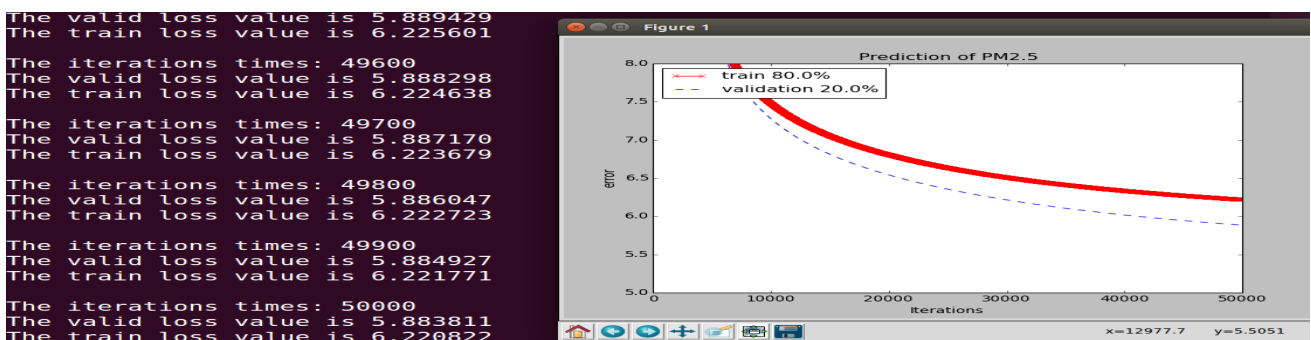 The valid loss value is 5.889429
The train loss value is 6.225601
The iterations times: 49600
The valid loss value is 5.888298
The train loss value is 6.224638
The iterations times: 49700
The valid loss value is 5.887170
The train loss value is 6.223679
The iterations times: 49800
The valid loss value is 5.886047
The train loss value is 6.222723
The iterations times: 49900
The valid loss value is 5.884927
The train loss value is 6.221771
The iterations times: 50000
The valid loss value is 5.883811
The train loss value is 6.220822
Figure 1
Prediction of PM2.5
train 80.0%
validation 20.0%
8.0
7.5
7.0
6.5
6.0
5.5
5.0
error
0 10000 20000 30000 40000 50000
Iterations
x=12977.7 y=5.5051